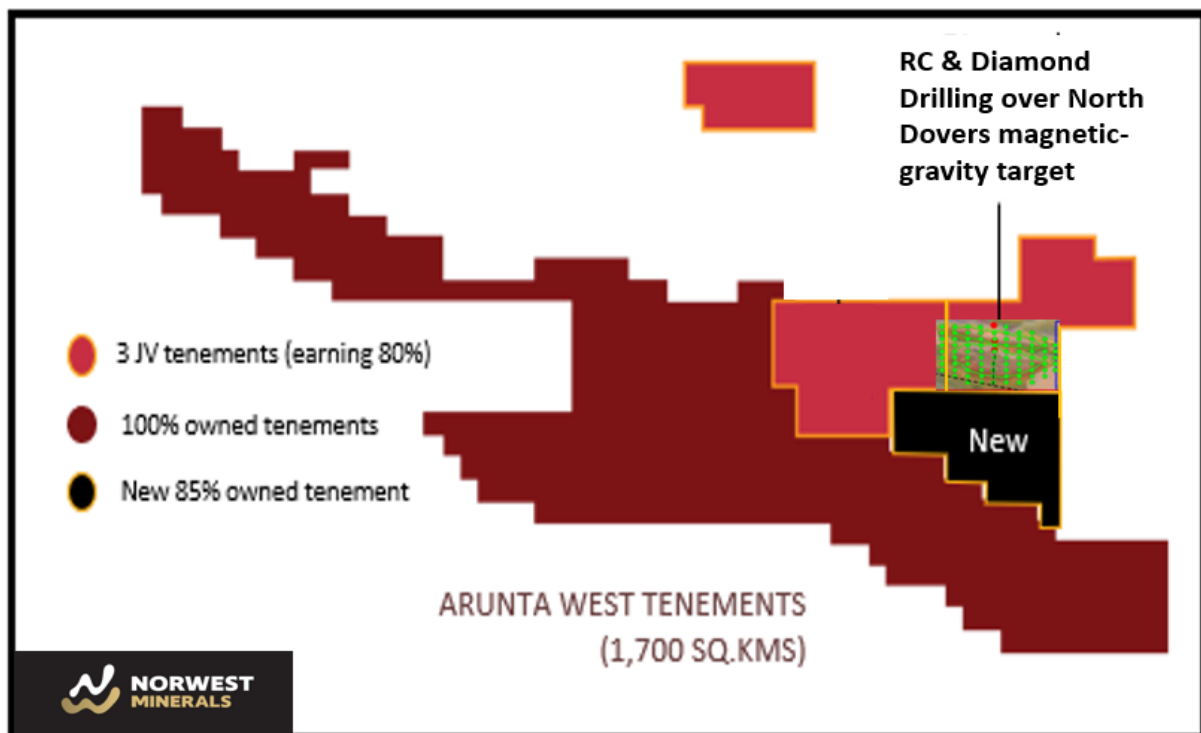 RC & Diamond
Drilling over North
Dovers magnetic-
gravity target
3 JV tenements (earning 80%)
100% owned tenements
New 85% owned tenement
New
ARUNTA WEST TENEMENTS
(1,700 SQ.KMS)
NORWEST
MINERALS